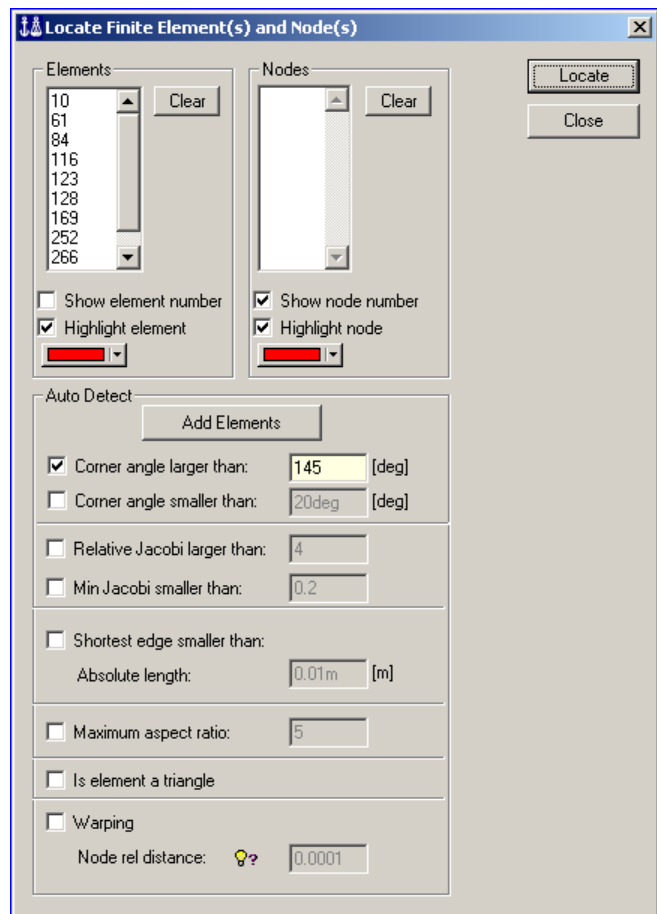 Locate Finite Element(s) and Node(s)
Elements
Nodes
Locate
Close
10
61
84
116
123
128
169
252
266
Clear
Clear
Show element number
Highlight element
Show node number
Highlight node
Auto Detect
Add Elements
Corner angle larger than: 145 [deg]
Corner angle smaller than: 20deg [deg]
Relative Jacobi larger than: 4
Min Jacobi smaller than: 0.2
Shortest edge smaller than:
Absolute length: 0.01m [m]
Maximum aspect ratio: 5
Is element a triangle
Warping
Node rel distance: ? 0.0001